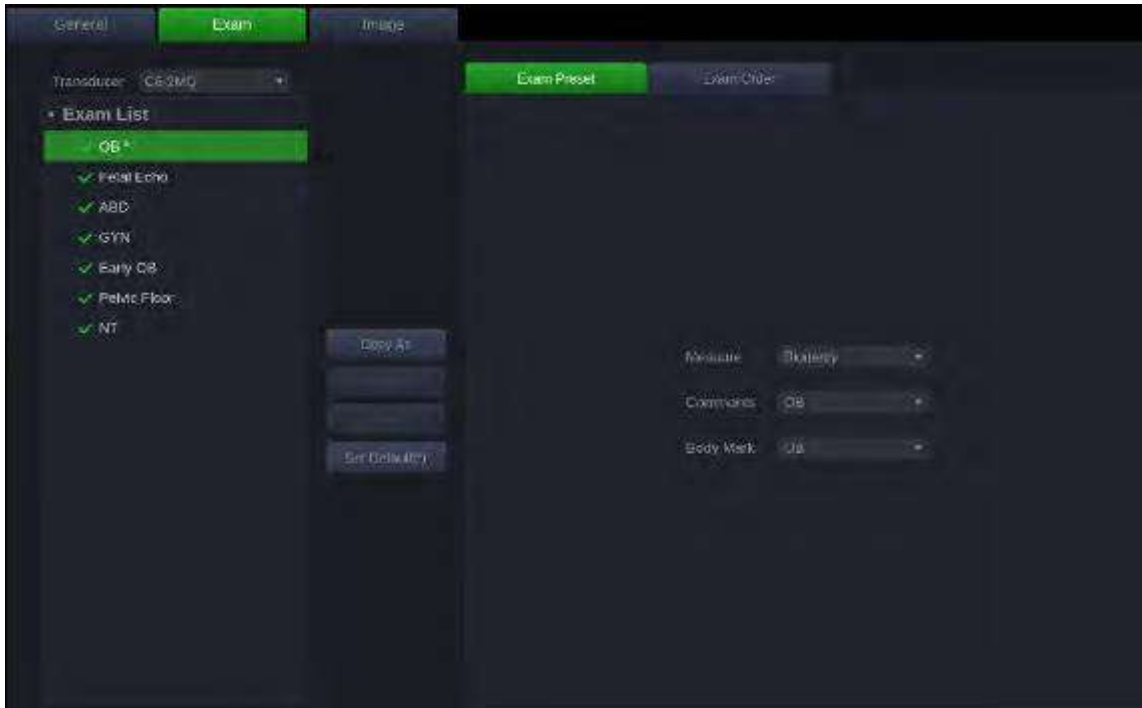 General Exam Image
Transducer
Exam Preset Exam Order
Exam List
OB *
Fetal Echo
ABD
GYN
Early OB
Pelvic Floor
NT
Copy As
Set Default(*)
Measure
Comments OB
Body Mark OB